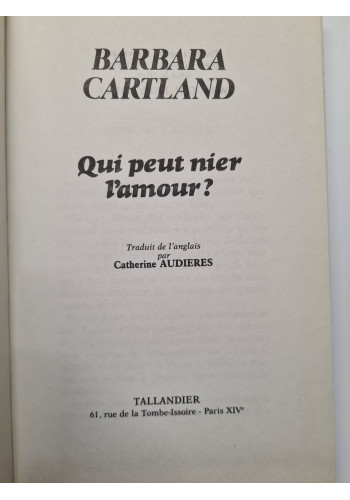 BARBARA
CARTLAND
Qui peut nier
l'amour?
Traduit de l'anglais
par
Catherine AUDIERES
TALLANDIER
61, rue de la Tombe-Issoire - Paris XIVᵉ